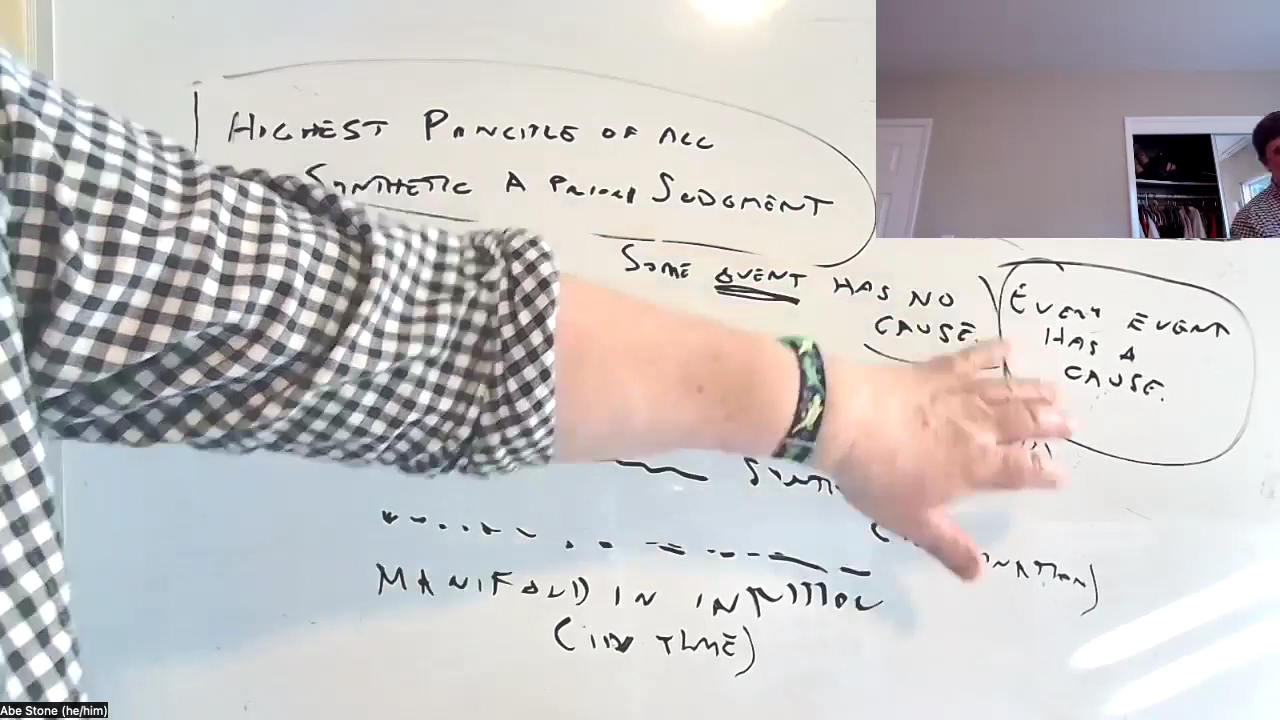 HIGHEST PRINCIPLE OF ALL
SYNTHETIC A PRIORI JUDGMENT
SOME EVENT HAS NO
CAUSE.
EVERY EVENT
HAS A
CAUSE.
MANIFOLD IN INTUITION
(IN TIME)
Abe Stone (he/him)